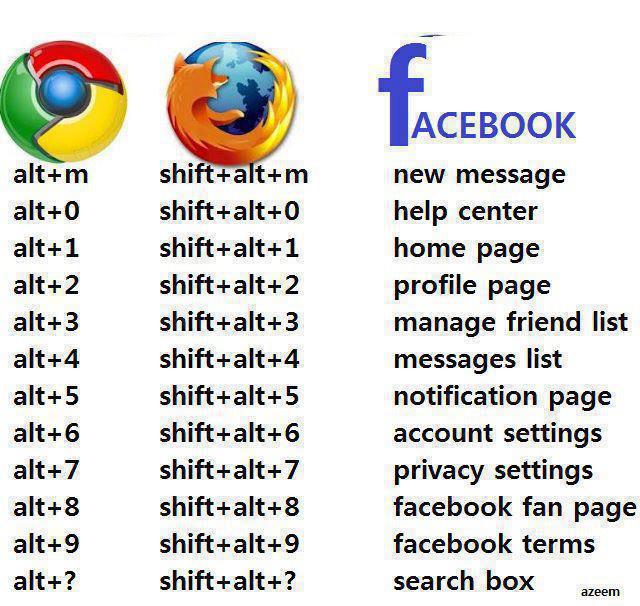 fACEBOOK
alt+m shift+alt+m new message
alt+0 shift+alt+0 help center
alt+1 shift+alt+1 home page
alt+2 shift+alt+2 profile page
alt+3 shift+alt+3 manage friend list
alt+4 shift+alt+4 messages list
alt+5 shift+alt+5 notification page
alt+6 shift+alt+6 account settings
alt+7 shift+alt+7 privacy settings
alt+8 shift+alt+8 facebook fan page
alt+9 shift+alt+9 facebook terms
alt+? shift+alt+? search box
azeem